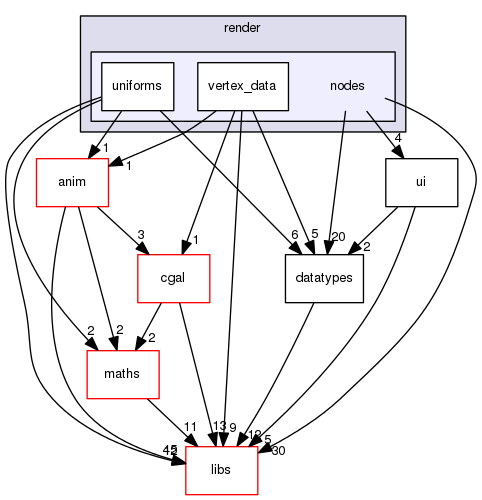 render
uniforms
vertex_data
nodes
4
1
1
anim
ui
3
1
6
5
20
2
cgal
datatypes
2
2
2
maths
11
13
9
12
5
30
libs